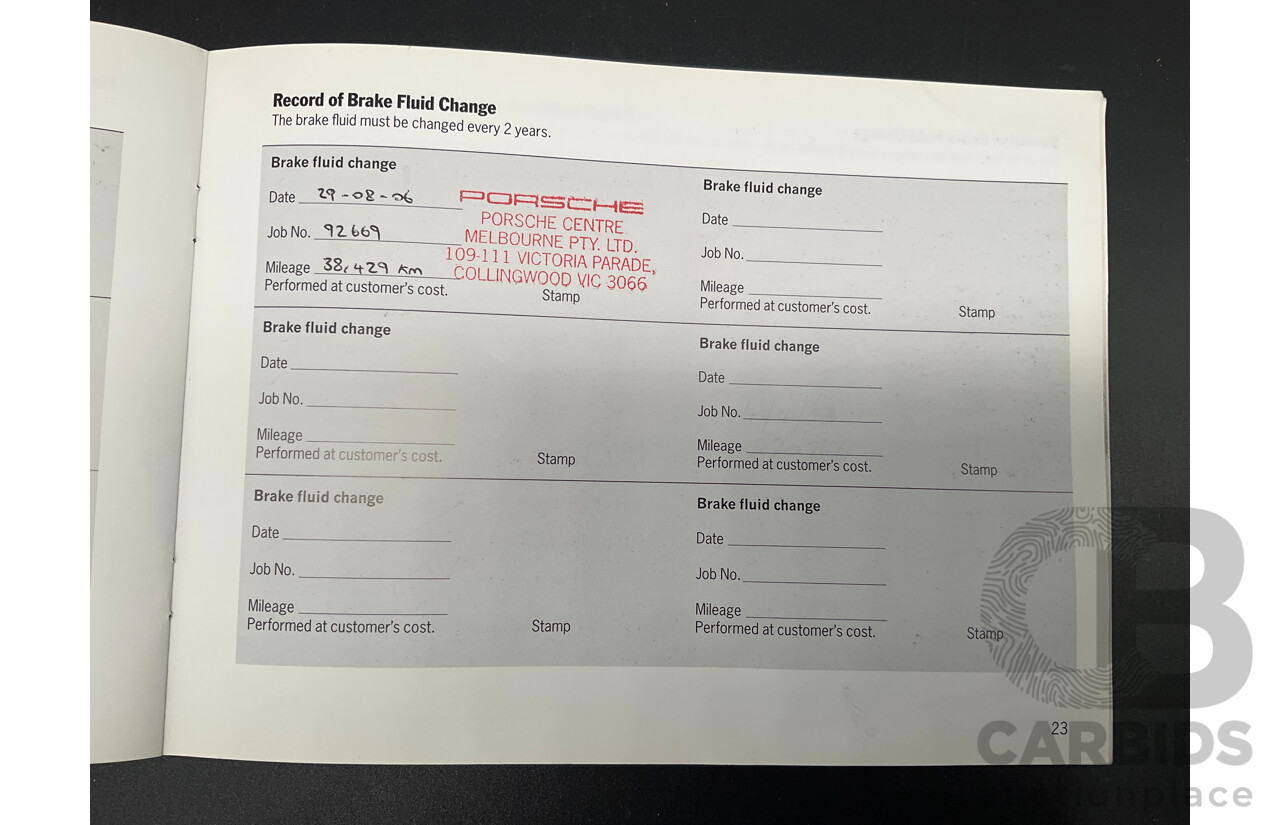 Record of Brake Fluid Change
The brake fluid must be changed every 2 years.
Brake fluid change
Date 29-08-06
Job No. 92669
Mileage 38,429 km
Performed at customer's cost.
PORSCHE
PORSCHE CENTRE
MELBOURNE PTY. LTD.
109-111 VICTORIA PARADE,
COLLINGWOOD VIC 3066
Stamp
Brake fluid change
Date
Job No.
Mileage
Performed at customer's cost.
Stamp
Brake fluid change
Date
Job No.
Mileage
Performed at customer's cost.
Stamp
Brake fluid change
Date
Job No.
Mileage
Performed at customer's cost.
Stamp
Brake fluid change
Date
Job No.
Mileage
Performed at customer's cost.
Stamp
Brake fluid change
Date
Job No.
Mileage
Performed at customer's cost.
Stamp
23
CB
CARBIDS
auctionplace